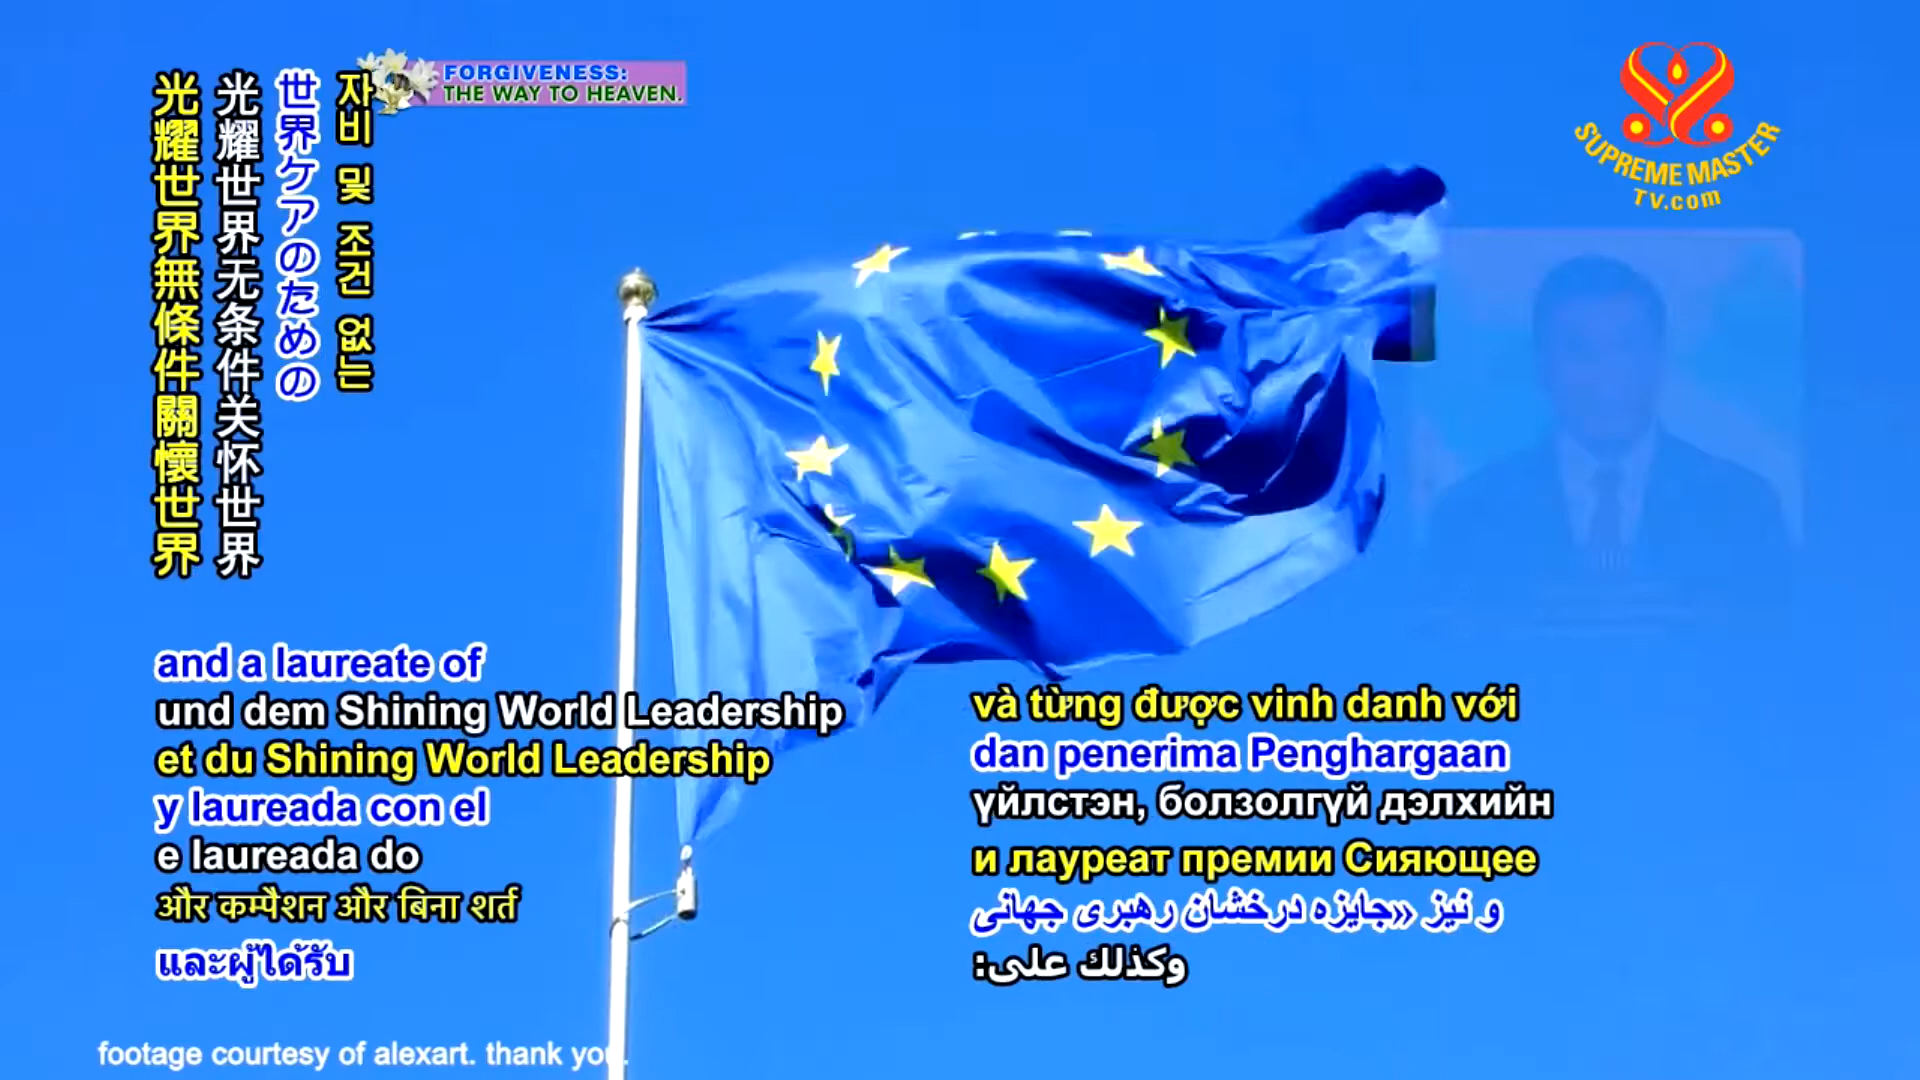 FORGIVENESS:
THE WAY TO HEAVEN.
SUPREME MASTER
TV.com
자비 및 조건 없는
世界ケアのための
光耀世界无条件关怀世界
光耀世界無條件關懷世界
and a laureate of
und dem Shining World Leadership
et du Shining World Leadership
y laureada con el
e laureada do
और कम्पैशन और बिना शर्त
และผู้ได้รับ
và từng được vinh danh với
dan penerima Penghargaan
үйлстэн, болзолгүй дэлхийн
и лауреат премии Сияющее
و نیز «جایزه درخشان رهبری جهانی
وكذلك على:
footage courtesy of alexart. thank you.